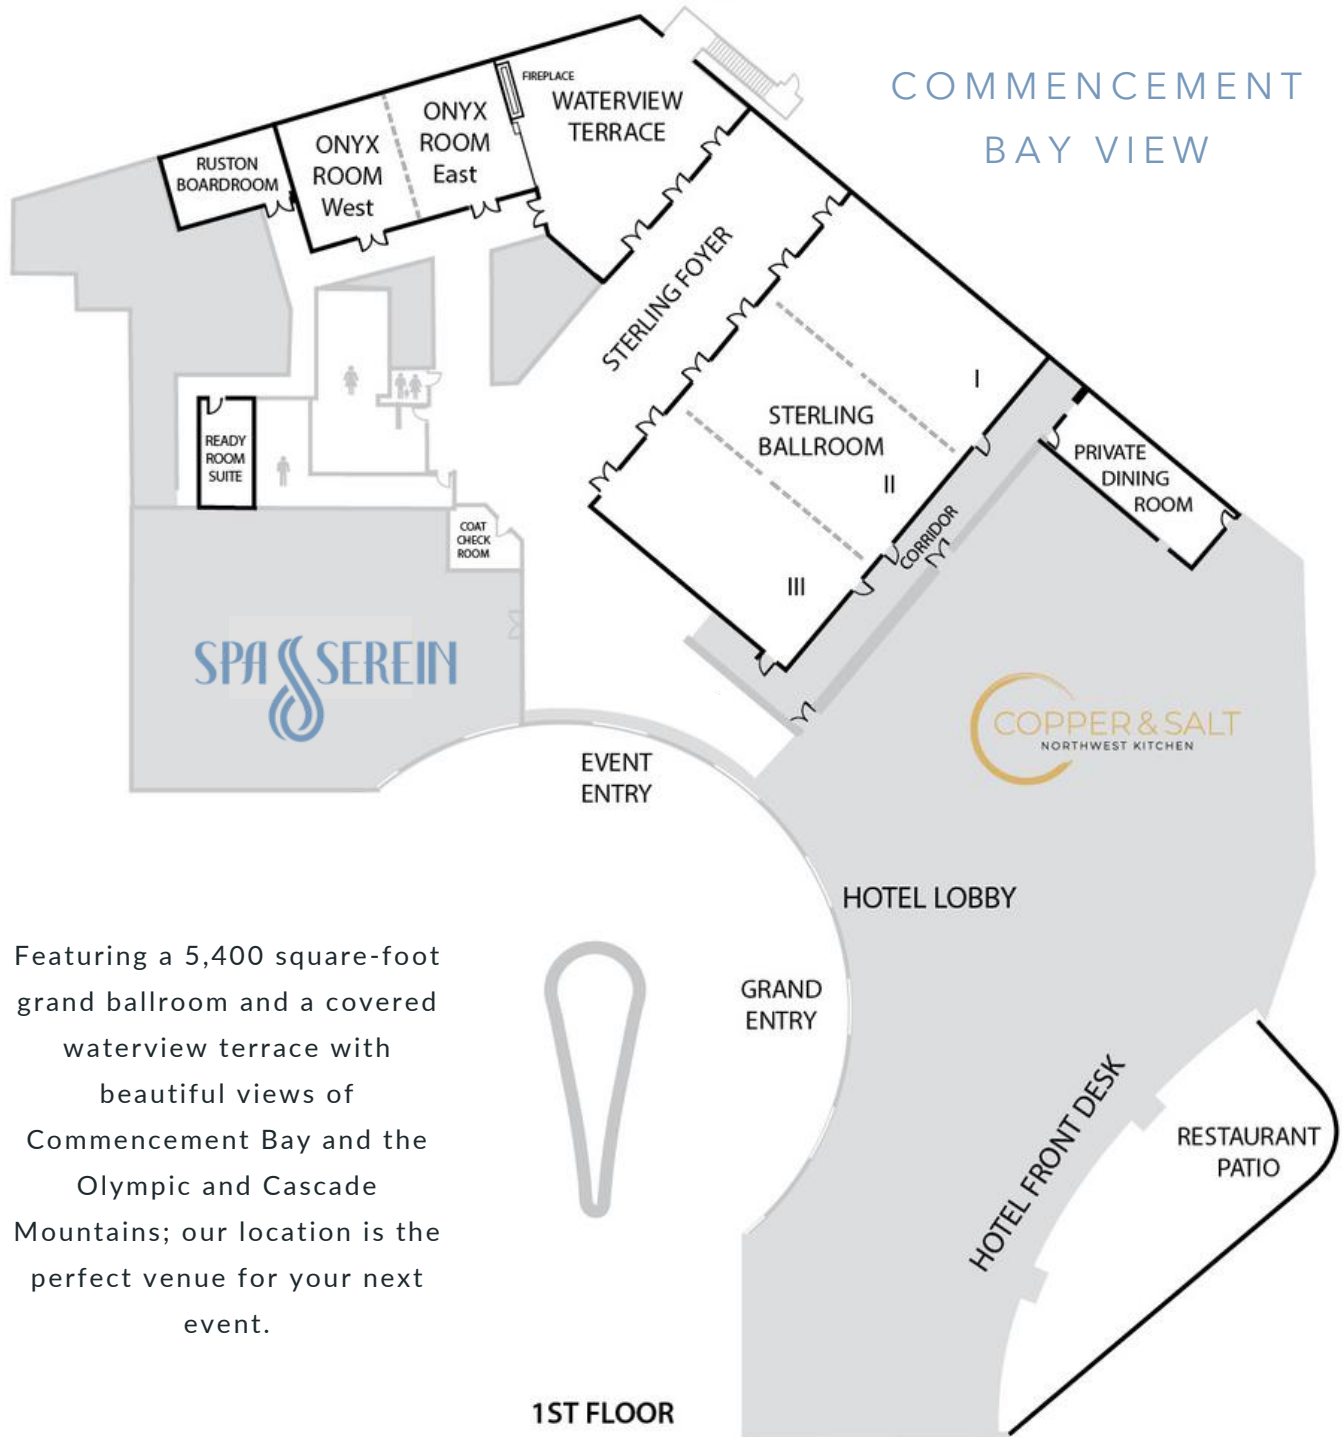 COMMENCEMENT
BAY VIEW
FIREPLACE
WATERVIEW
TERRACE
ONYX
ROOM
East
ONYX
ROOM
West
RUSTON
BOARDROOM
STERLING FOYER
I
STERLING
BALLROOM
II
III
CORRIDOR
PRIVATE
DINING
ROOM
READY
ROOM
SUITE
COAT
CHECK
ROOM
SPA SEREIN
COPPER & SALT
NORTHWEST KITCHEN
EVENT
ENTRY
HOTEL LOBBY
GRAND
ENTRY
HOTEL FRONT DESK
RESTAURANT
PATIO
Featuring a 5,400 square-foot
grand ballroom and a covered
waterview terrace with
beautiful views of
Commencement Bay and the
Olympic and Cascade
Mountains; our location is the
perfect venue for your next
event.
1ST FLOOR